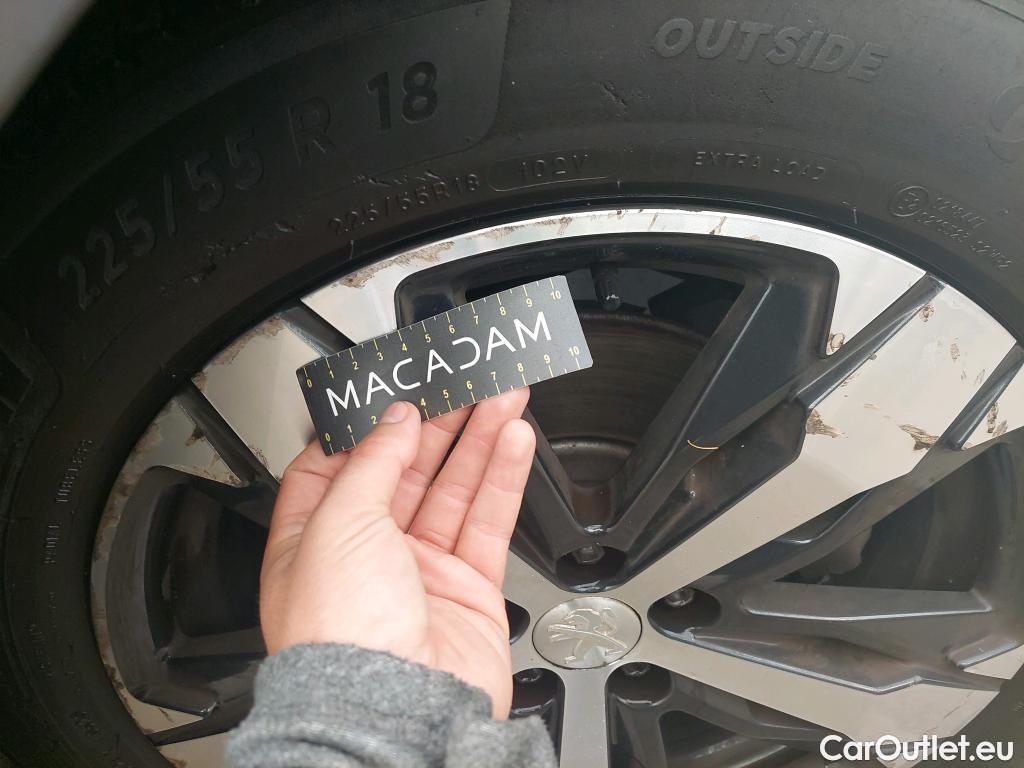 OUTSIDE
225/55 R 18
225/55R18 102V EXTRA LOAD
0 1 2 3 4 5 6 7 8 9 10
MACADAM
0 1 2 4 5 6 7 8 9 10
TUBELESS
CarOutlet.eu